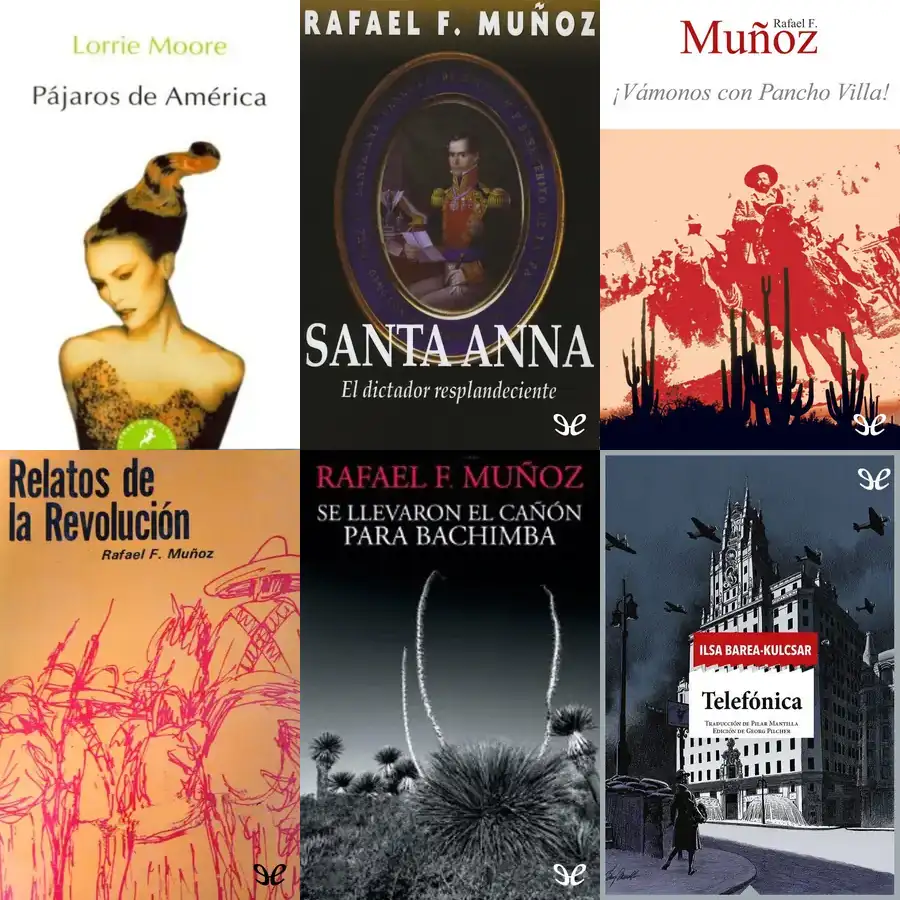 Lorrie Moore
Pájaros de América
RAFAEL F. MUÑOZ
SANTA ANNA
El dictador resplandeciente
Rafael F.
Muñoz
¡Vámonos con Pancho Villa!
Relatos de
la Revolución
Rafael F. Muñoz
RAFAEL F. MUÑOZ
SE LLEVARON EL CAÑÓN
PARA BACHIMBA
ILSA BAREA-KULCSAR
Telefónica
TRADUCCIÓN DE PILAR MANTILLA
EDICIÓN DE GEORG PILCHER